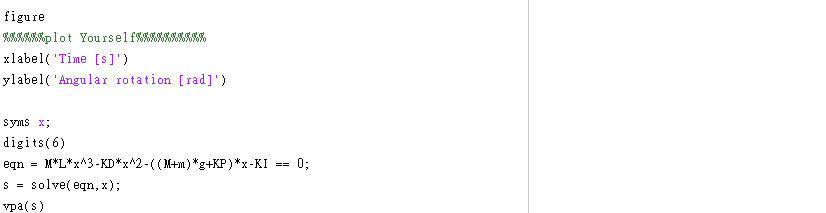 figure
%%%%%%plot Yourself%%%%%%%%%%
xlabel('Time [s]')
ylabel('Angular rotation [rad]')
syms x;
digits(6)
eqn = M*L*x^3-KD*x^2-((M+m)*g+KP)*x-KI == 0;
s = solve(eqn,x);
vpa(s)